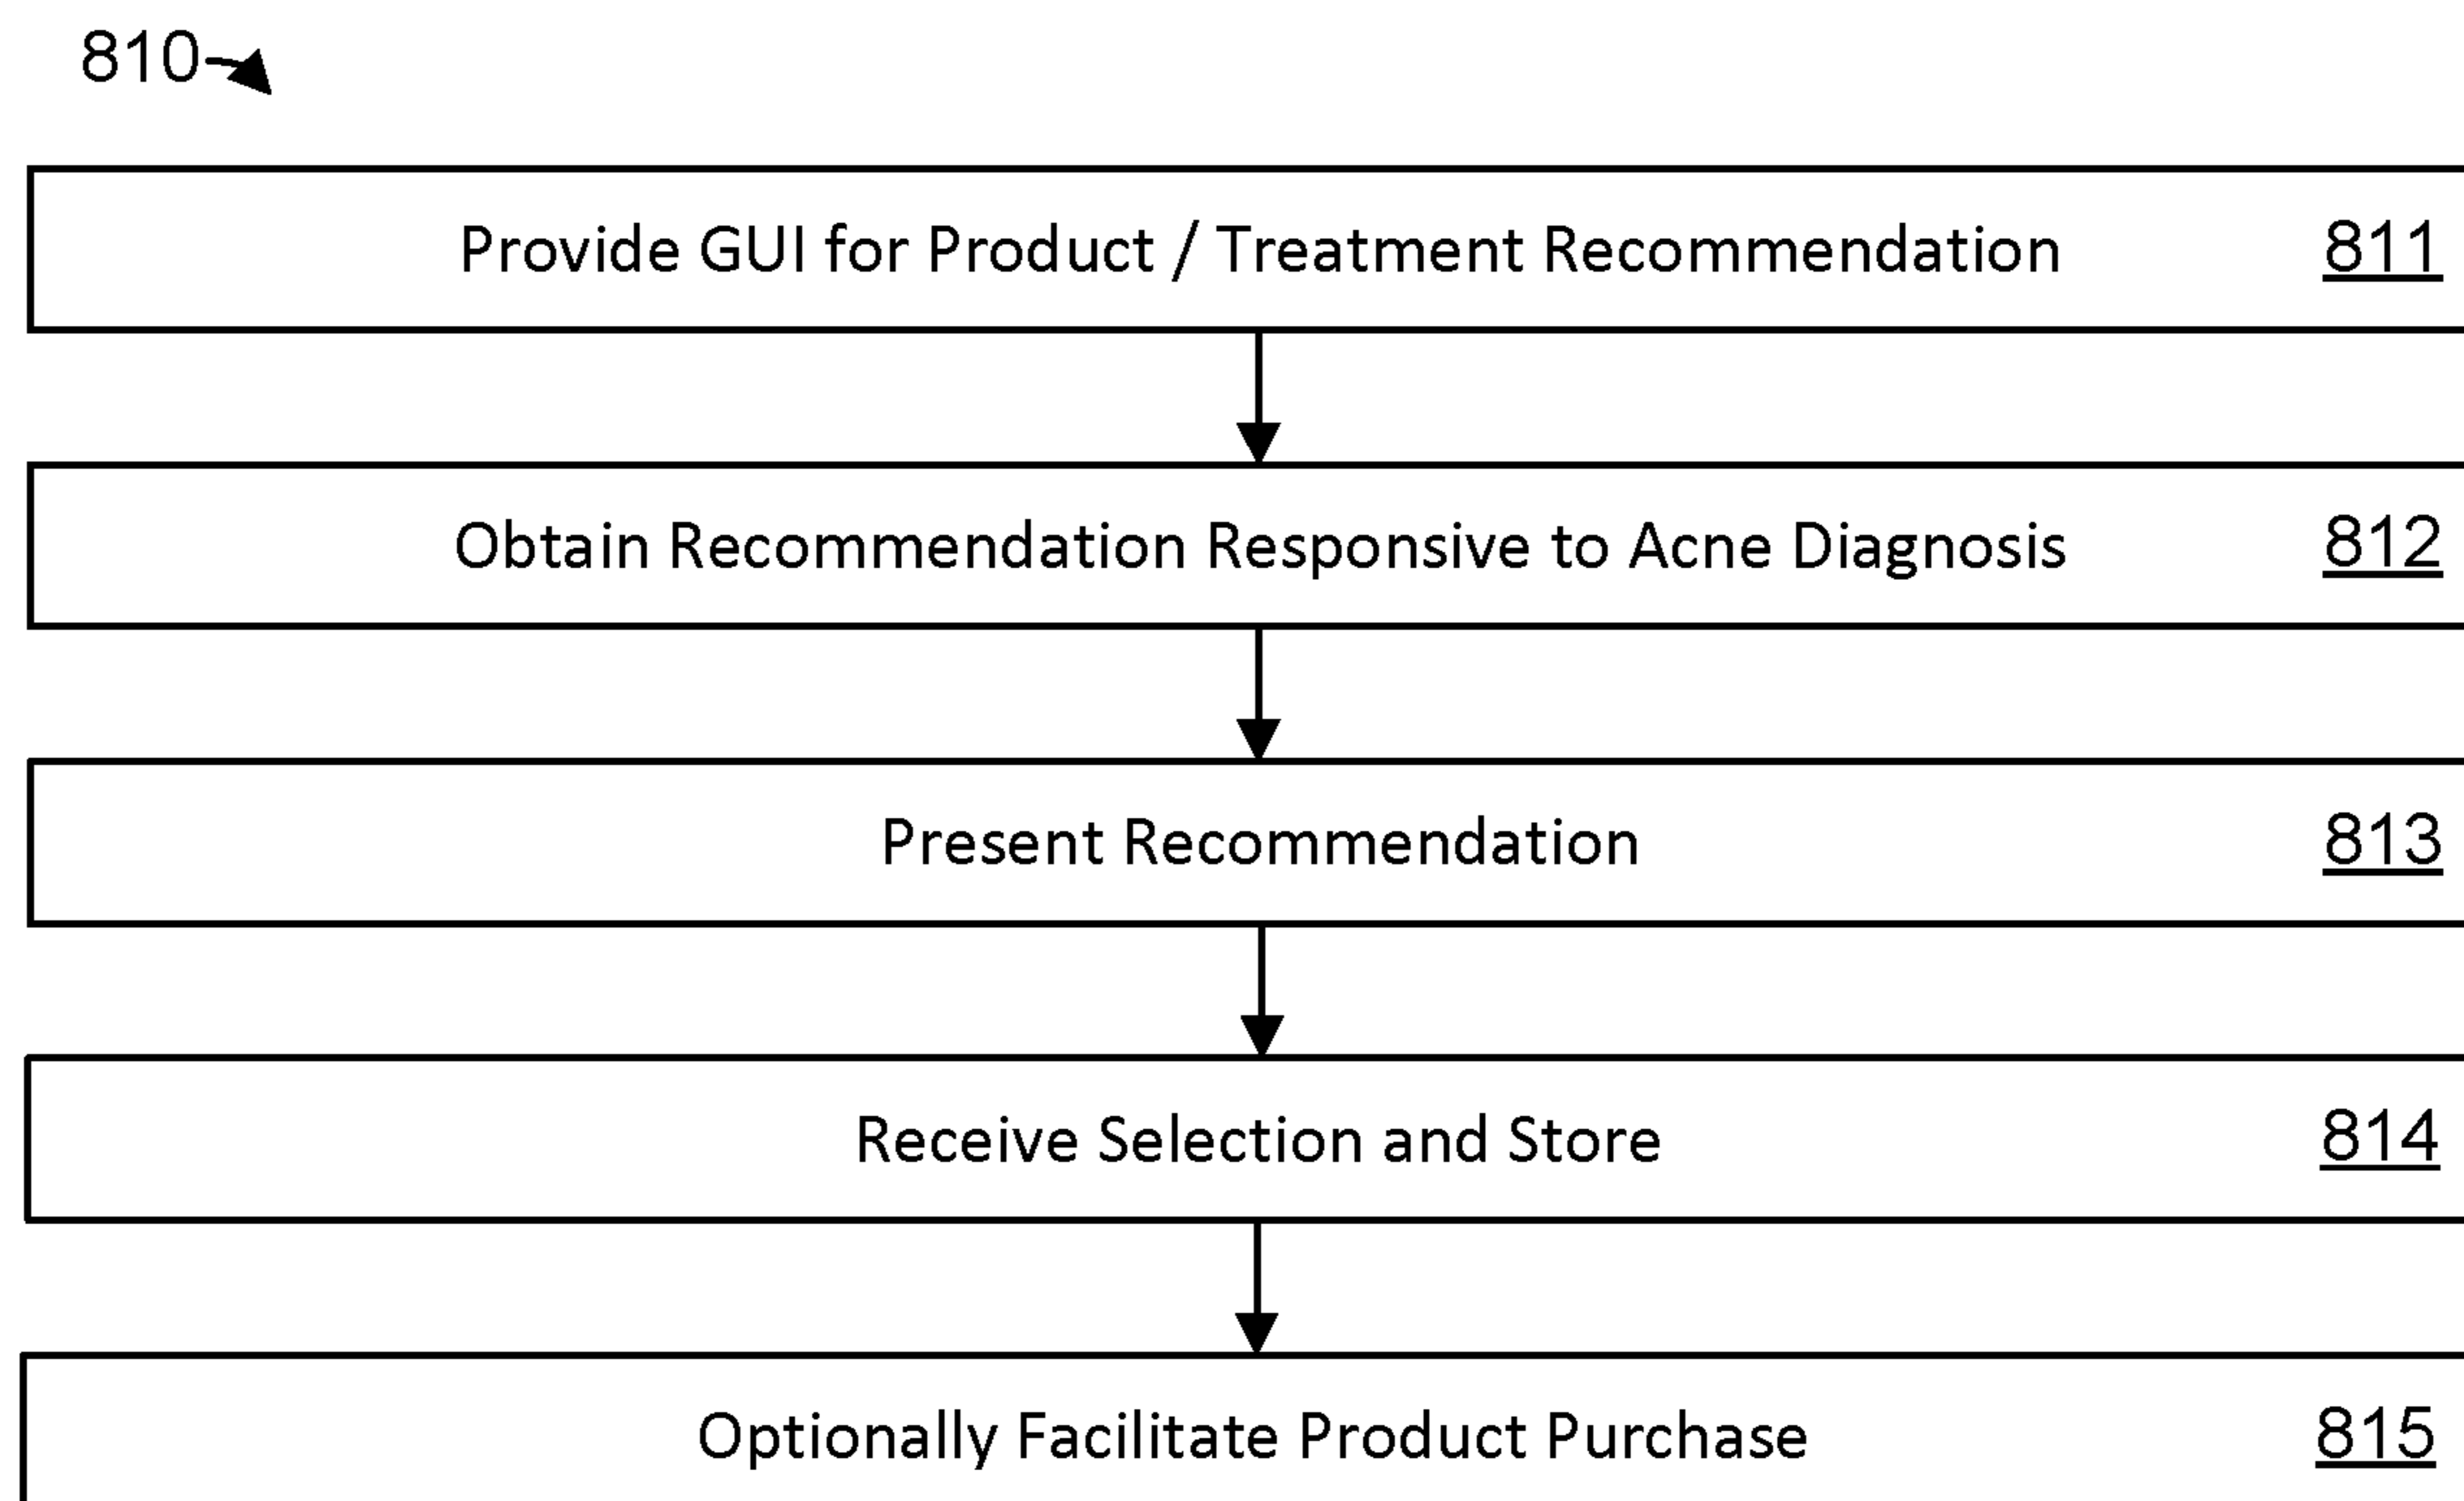 810
Provide GUI for Product / Treatment Recommendation 811
Obtain Recommendation Responsive to Acne Diagnosis 812
Present Recommendation 813
Receive Selection and Store 814
Optionally Facilitate Product Purchase 815